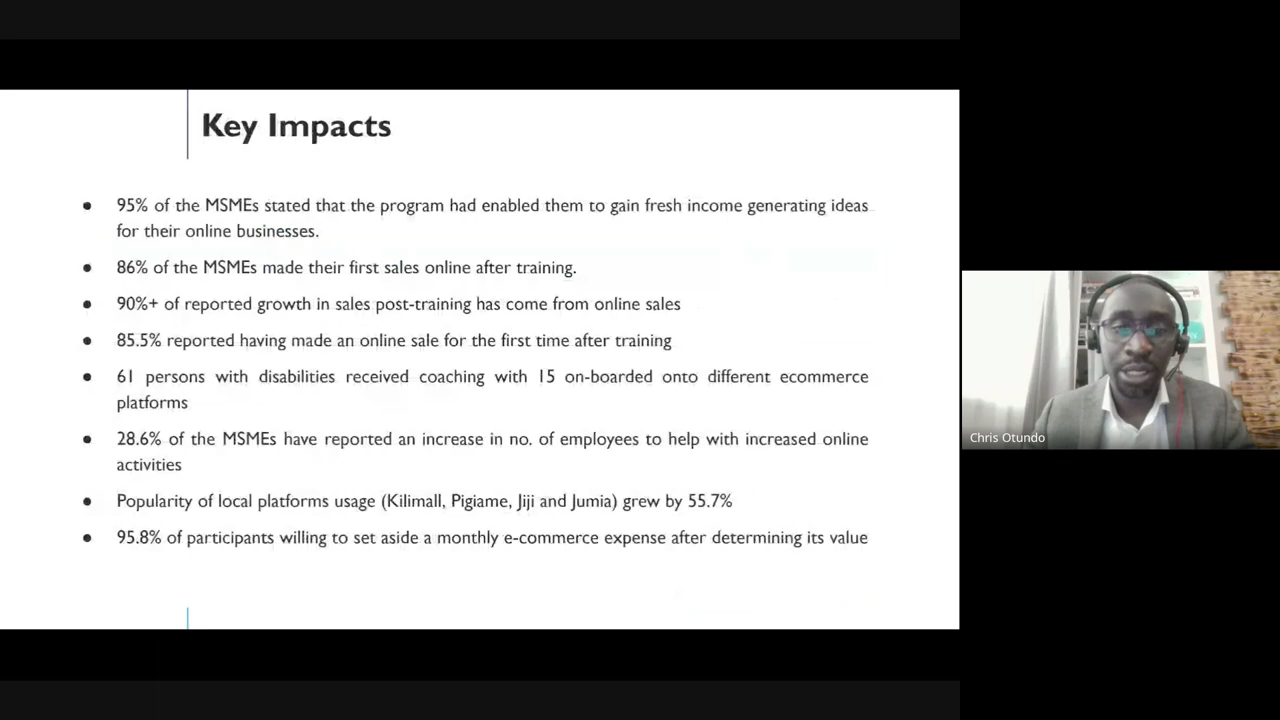 Key Impacts
● 95% of the MSMEs stated that the program had enabled them to gain fresh income generating ideas
for their online businesses.
● 86% of the MSMEs made their first sales online after training.
● 90%+ of reported growth in sales post-training has come from online sales
● 85.5% reported having made an online sale for the first time after training
● 61 persons with disabilities received coaching with 15 on-boarded onto different ecommerce
platforms
● 28.6% of the MSMEs have reported an increase in no. of employees to help with increased online
activities
● Popularity of local platforms usage (Kilimall, Pigiame, Jiji and Jumia) grew by 55.7%
● 95.8% of participants willing to set aside a monthly e-commerce expense after determining its value
Chris Otundo